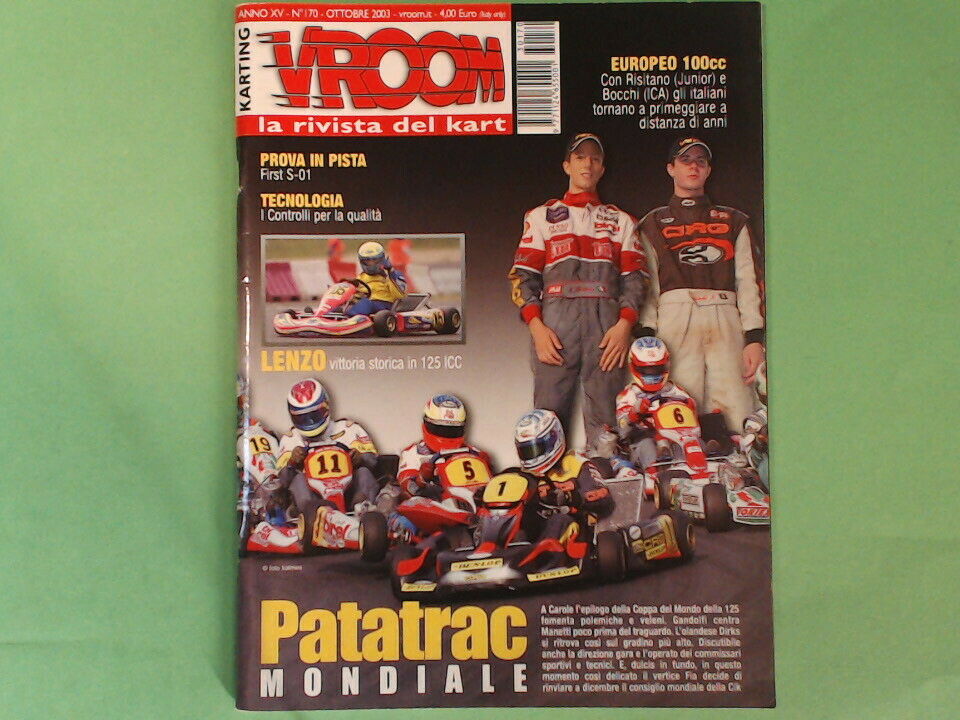 ANNO XV - N°170 - OTTOBRE 2003 - vroom.it - 4,00 Euro (Italy only)
KARTING
VROOM
la rivista del kart
EUROPEO 100cc
Con Risitano (Junior) e
Bocchi (ICA) gli italiani
tornano a primeggiare a
distanza di anni
PROVA IN PISTA
First S-01
TECNOLOGIA
I Controlli per la qualità
LENZO vittoria storica in 125 ICC
CRG
19
11
5
1
6
DUNLOP
DUNLOP
Patatrac
MONDIALE
A Carole l'epilogo della Coppa del Mondo della 125
fomenta polemiche e veleni. Gandolfi centra
Manetti poco prima del traguardo. L'olandese Dirks
si ritrova così sul gradino più alto. Discutibile
anche la direzione gara e l'operato dei commissari
sportivi e tecnici. E, dulcis in fundo, in questo
momento così delicato il vertice Fia decide di
rinviare a dicembre il consiglio mondiale della Cik